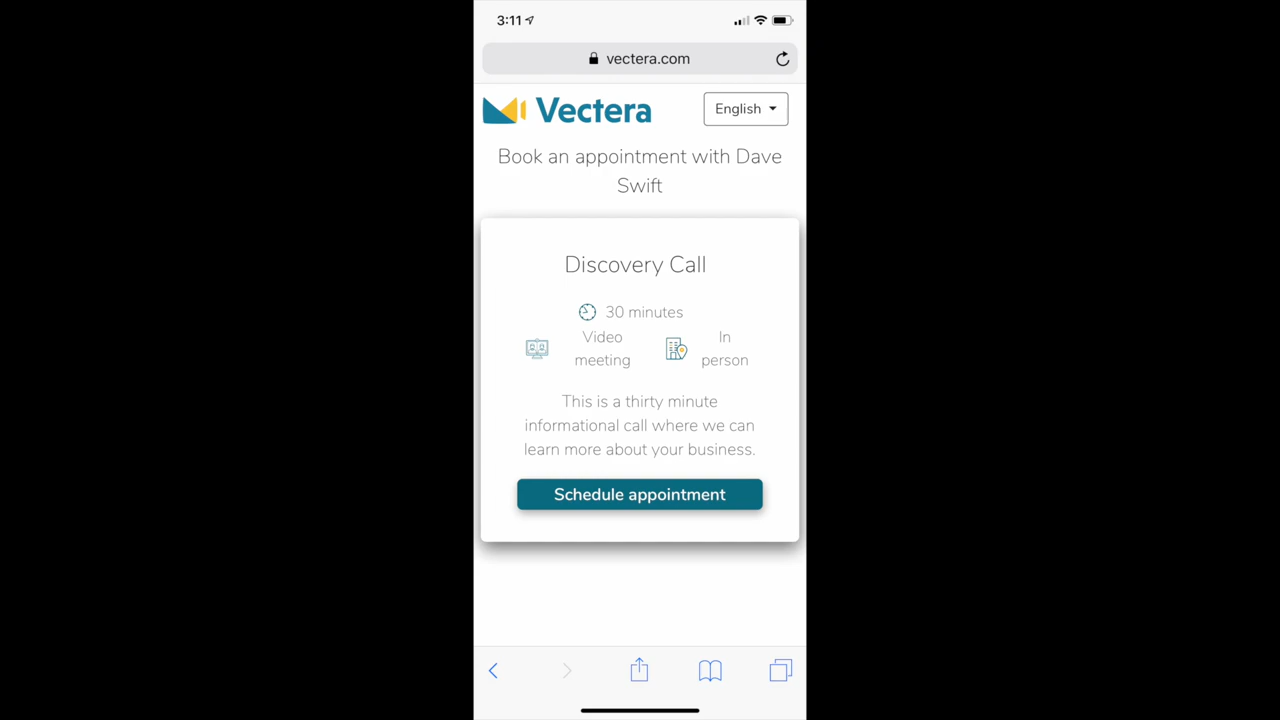 3:11
vectera.com
Vectera
English
Book an appointment with Dave
Swift
Discovery Call
30 minutes
Video
meeting
In
person
This is a thirty minute
informational call where we can
learn more about your business.
Schedule appointment